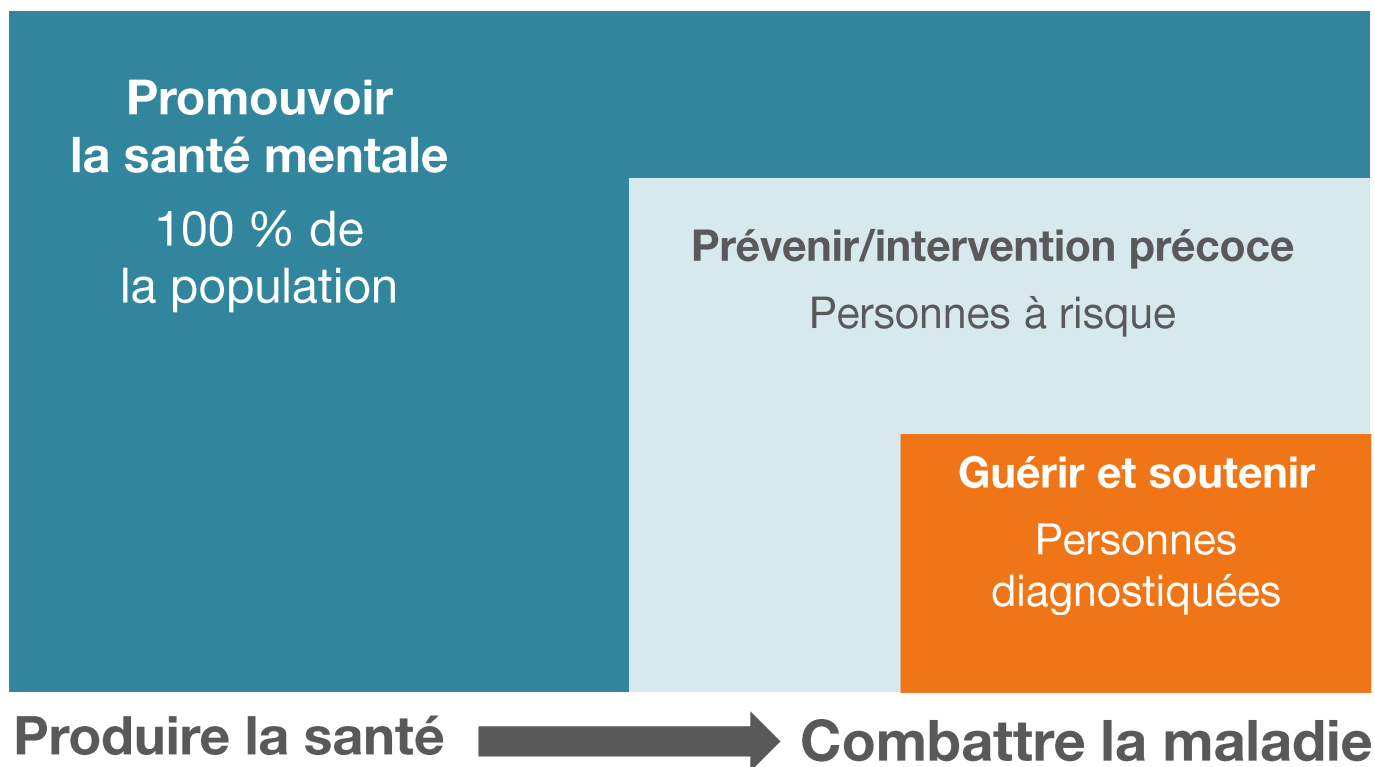 Promouvoir
la santé mentale
100 % de
la population
Prévenir/intervention précoce
Personnes à risque
Guérir et soutenir
Personnes
diagnostiquées
Produire la santé
Combattre la maladie